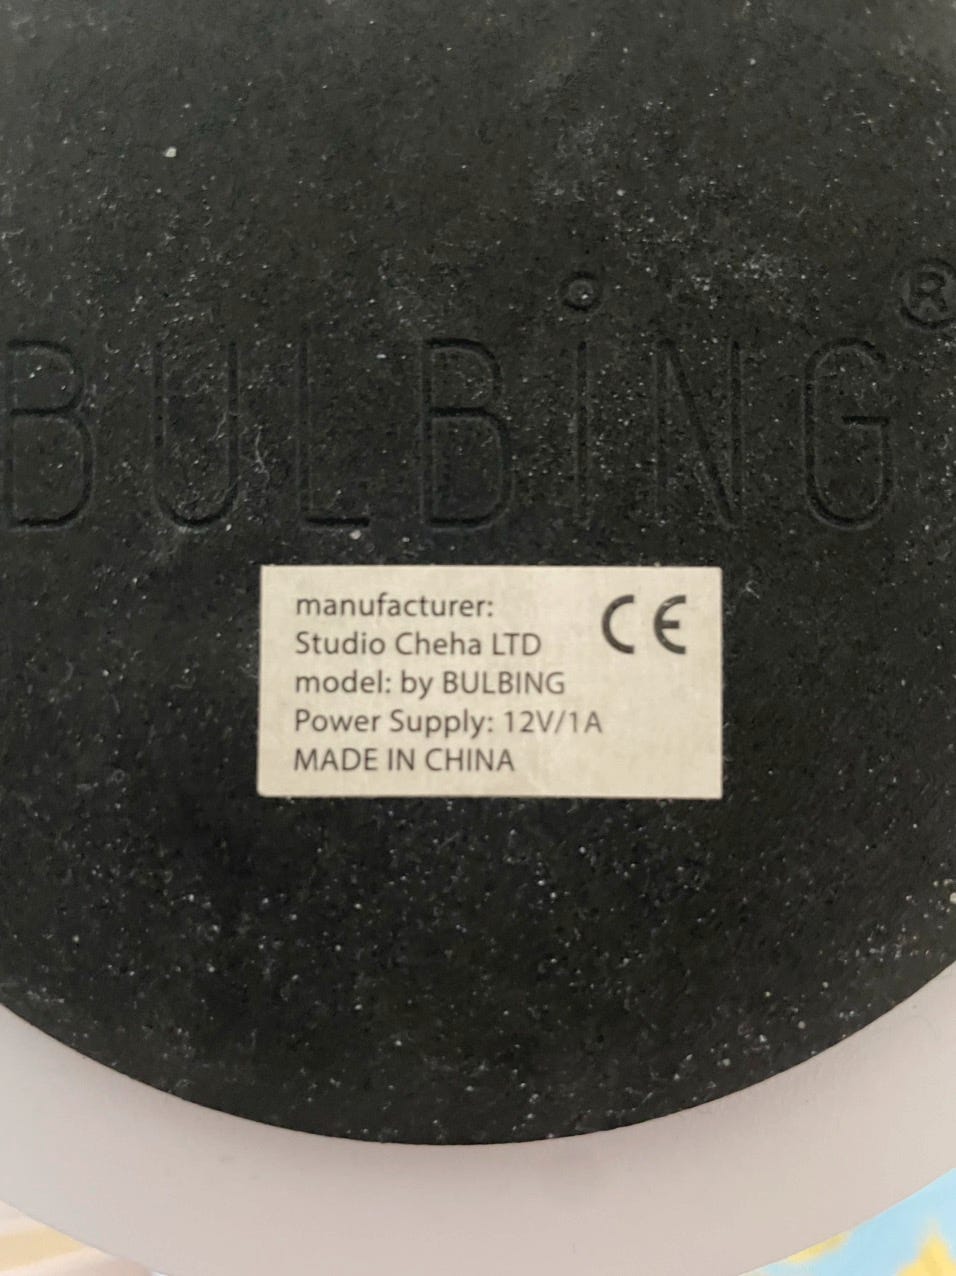 BULBiNG®
manufacturer:
Studio Cheha LTD
model: by BULBING
Power Supply: 12V/1A
MADE IN CHINA
CE